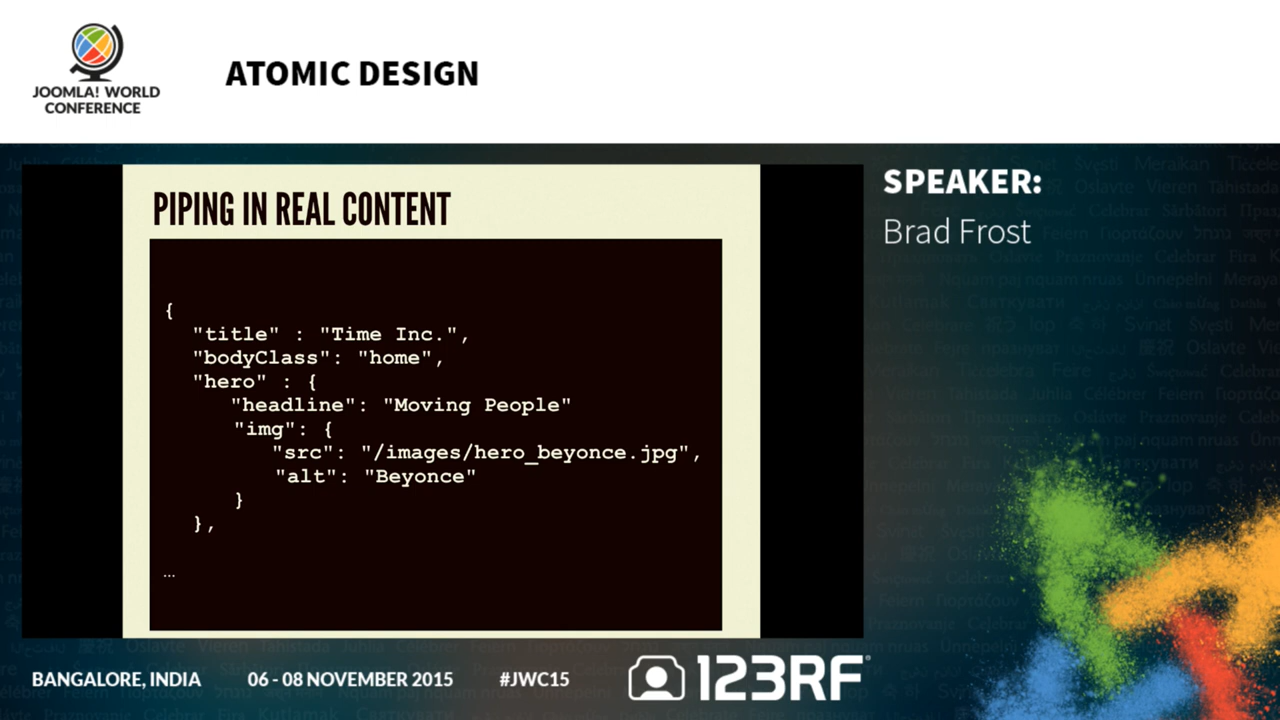 JOOMLA! WORLD
CONFERENCE
ATOMIC DESIGN
PIPING IN REAL CONTENT
{
"title" : "Time Inc.",
"bodyClass": "home",
"hero" : {
"headline": "Moving People"
"img": {
"src": "/images/hero_beyonce.jpg",
"alt": "Beyonce"
}
},
...
SPEAKER:
Brad Frost
BANGALORE, INDIA
06 - 08 NOVEMBER 2015
#JWC15
123RF®